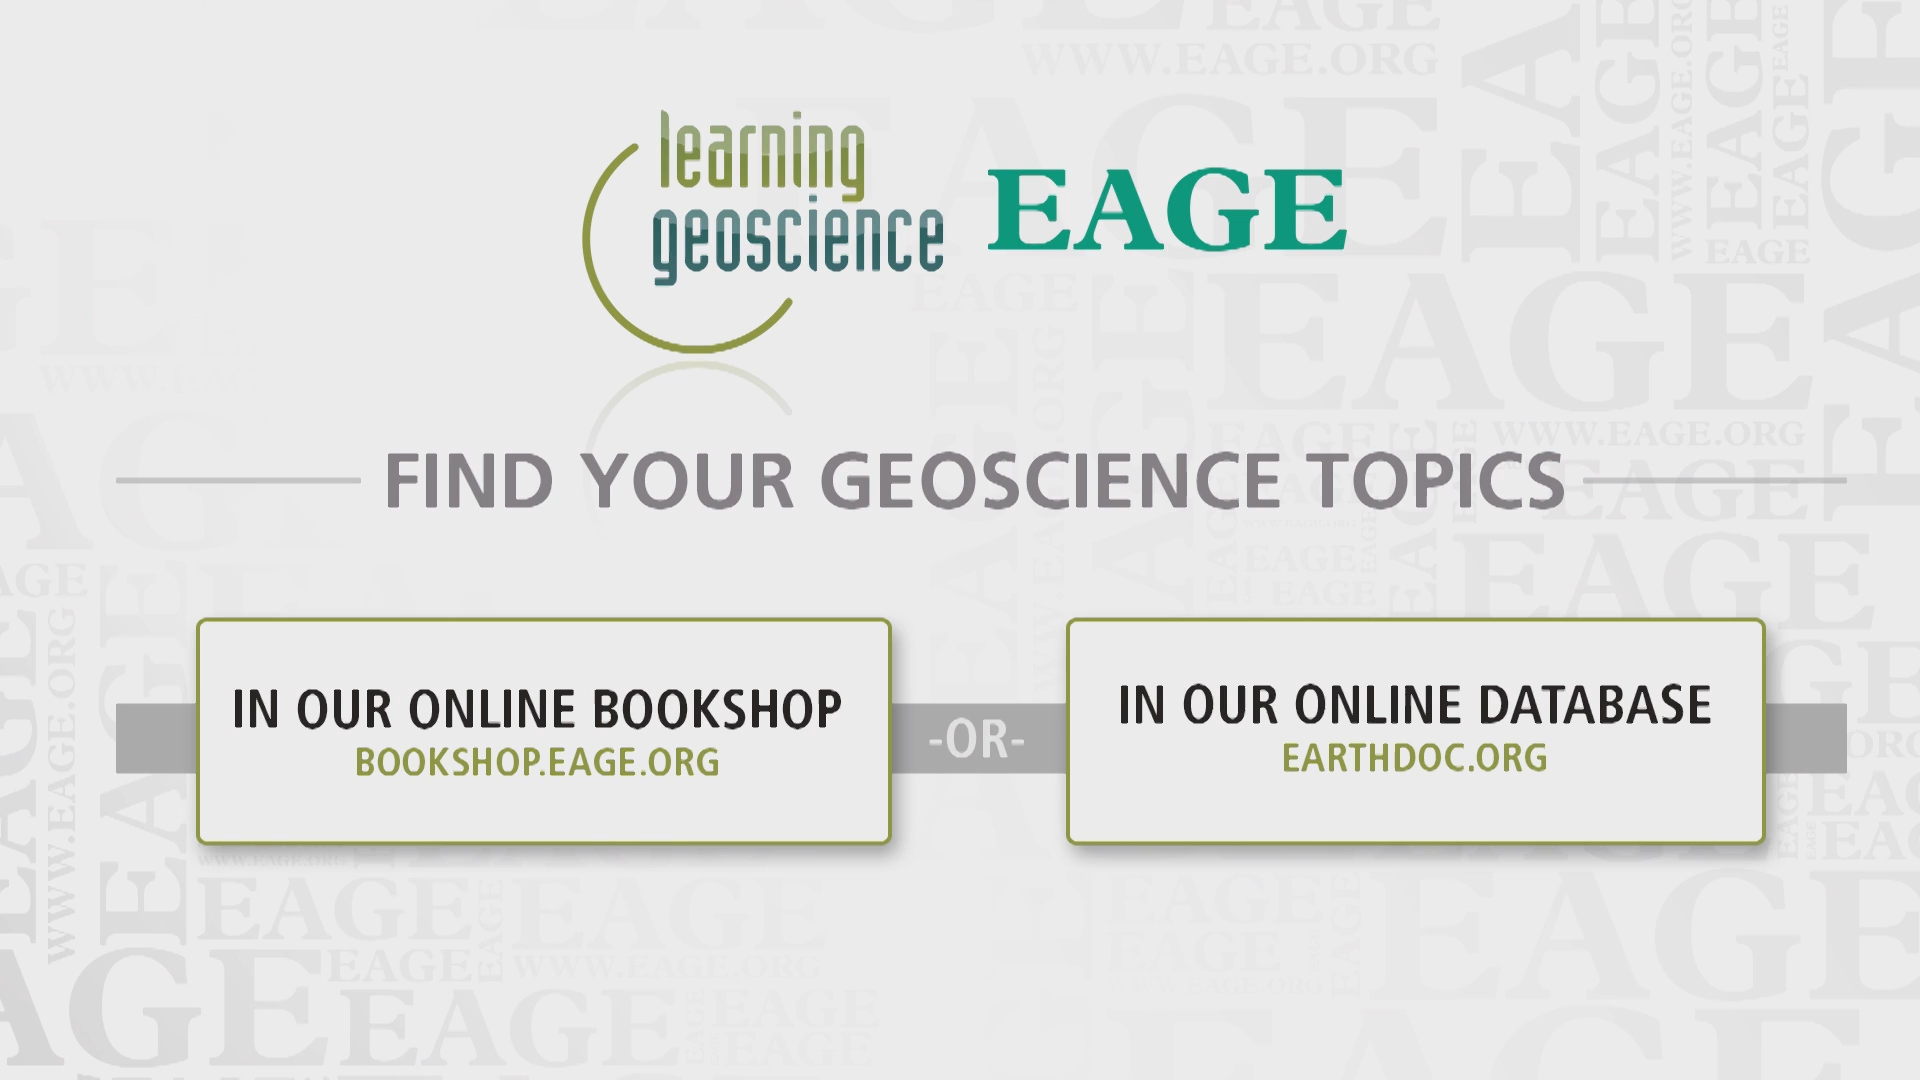 learning
geoscience
EAGE
FIND YOUR GEOSCIENCE TOPICS
IN OUR ONLINE BOOKSHOP
BOOKSHOP.EAGE.ORG
-OR-
IN OUR ONLINE DATABASE
EARTHDOC.ORG